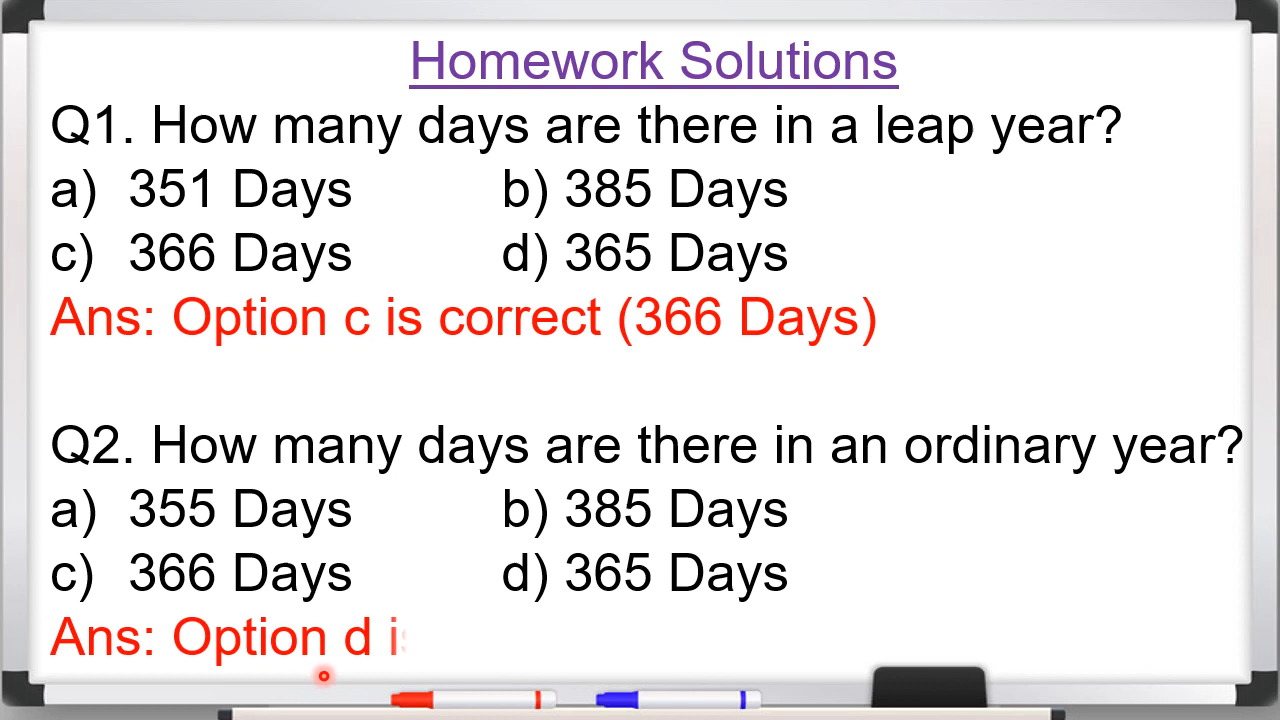 Homework Solutions
Q1. How many days are there in a leap year?
a) 351 Days b) 385 Days
c) 366 Days d) 365 Days
Ans: Option c is correct (366 Days)
Q2. How many days are there in an ordinary year?
a) 355 Days b) 385 Days
c) 366 Days d) 365 Days
Ans: Option d is